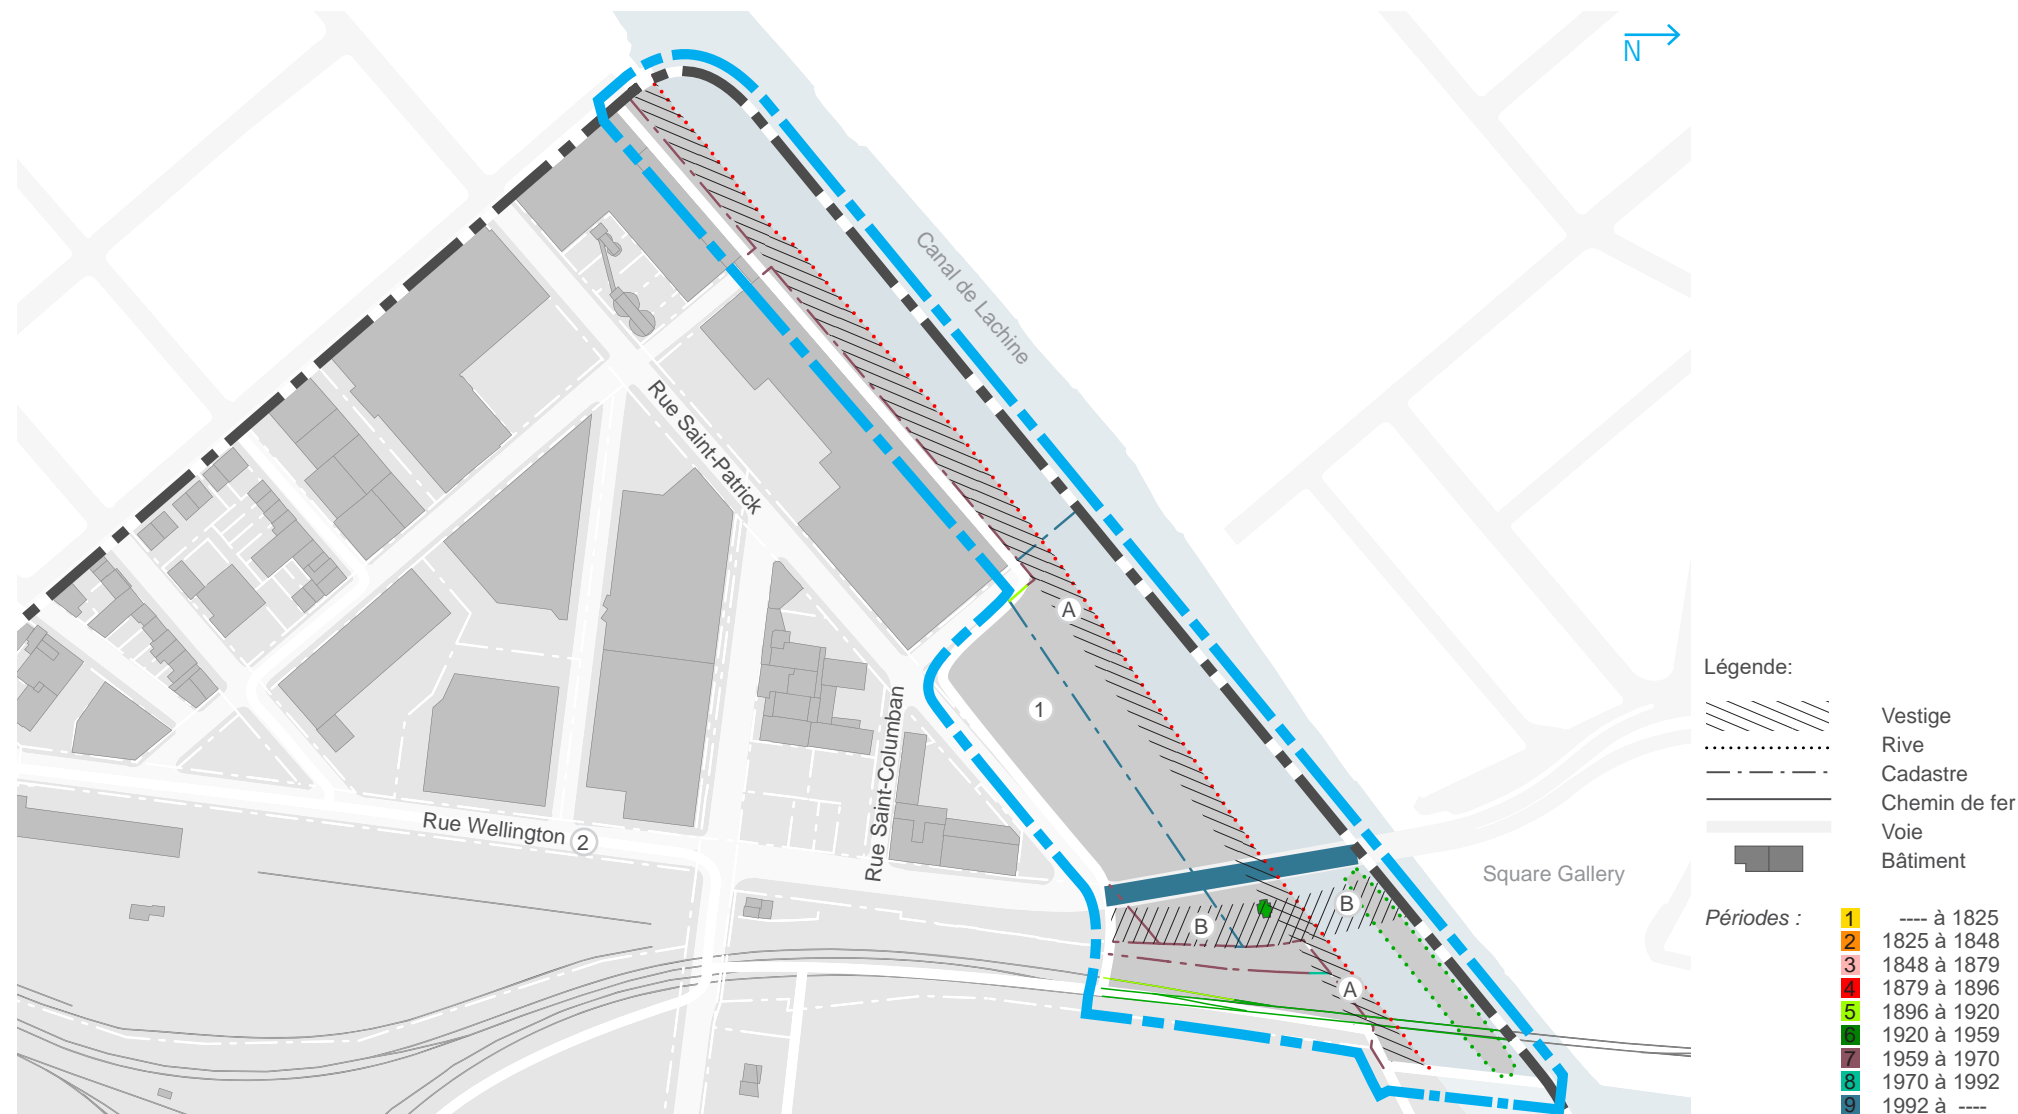 N
Canal de Lachine
Rue Saint-Patrick
A
1
Rue Saint-Columban
Rue Wellington 2
Square Gallery
B
B
A
Légende:
Vestige
Rive
Cadastre
Chemin de fer
Voie
Bâtiment
Périodes : 1 ---- à 1825
2 1825 à 1848
3 1848 à 1879
4 1879 à 1896
5 1896 à 1920
6 1920 à 1959
7 1959 à 1970
8 1970 à 1992
9 1992 à ----